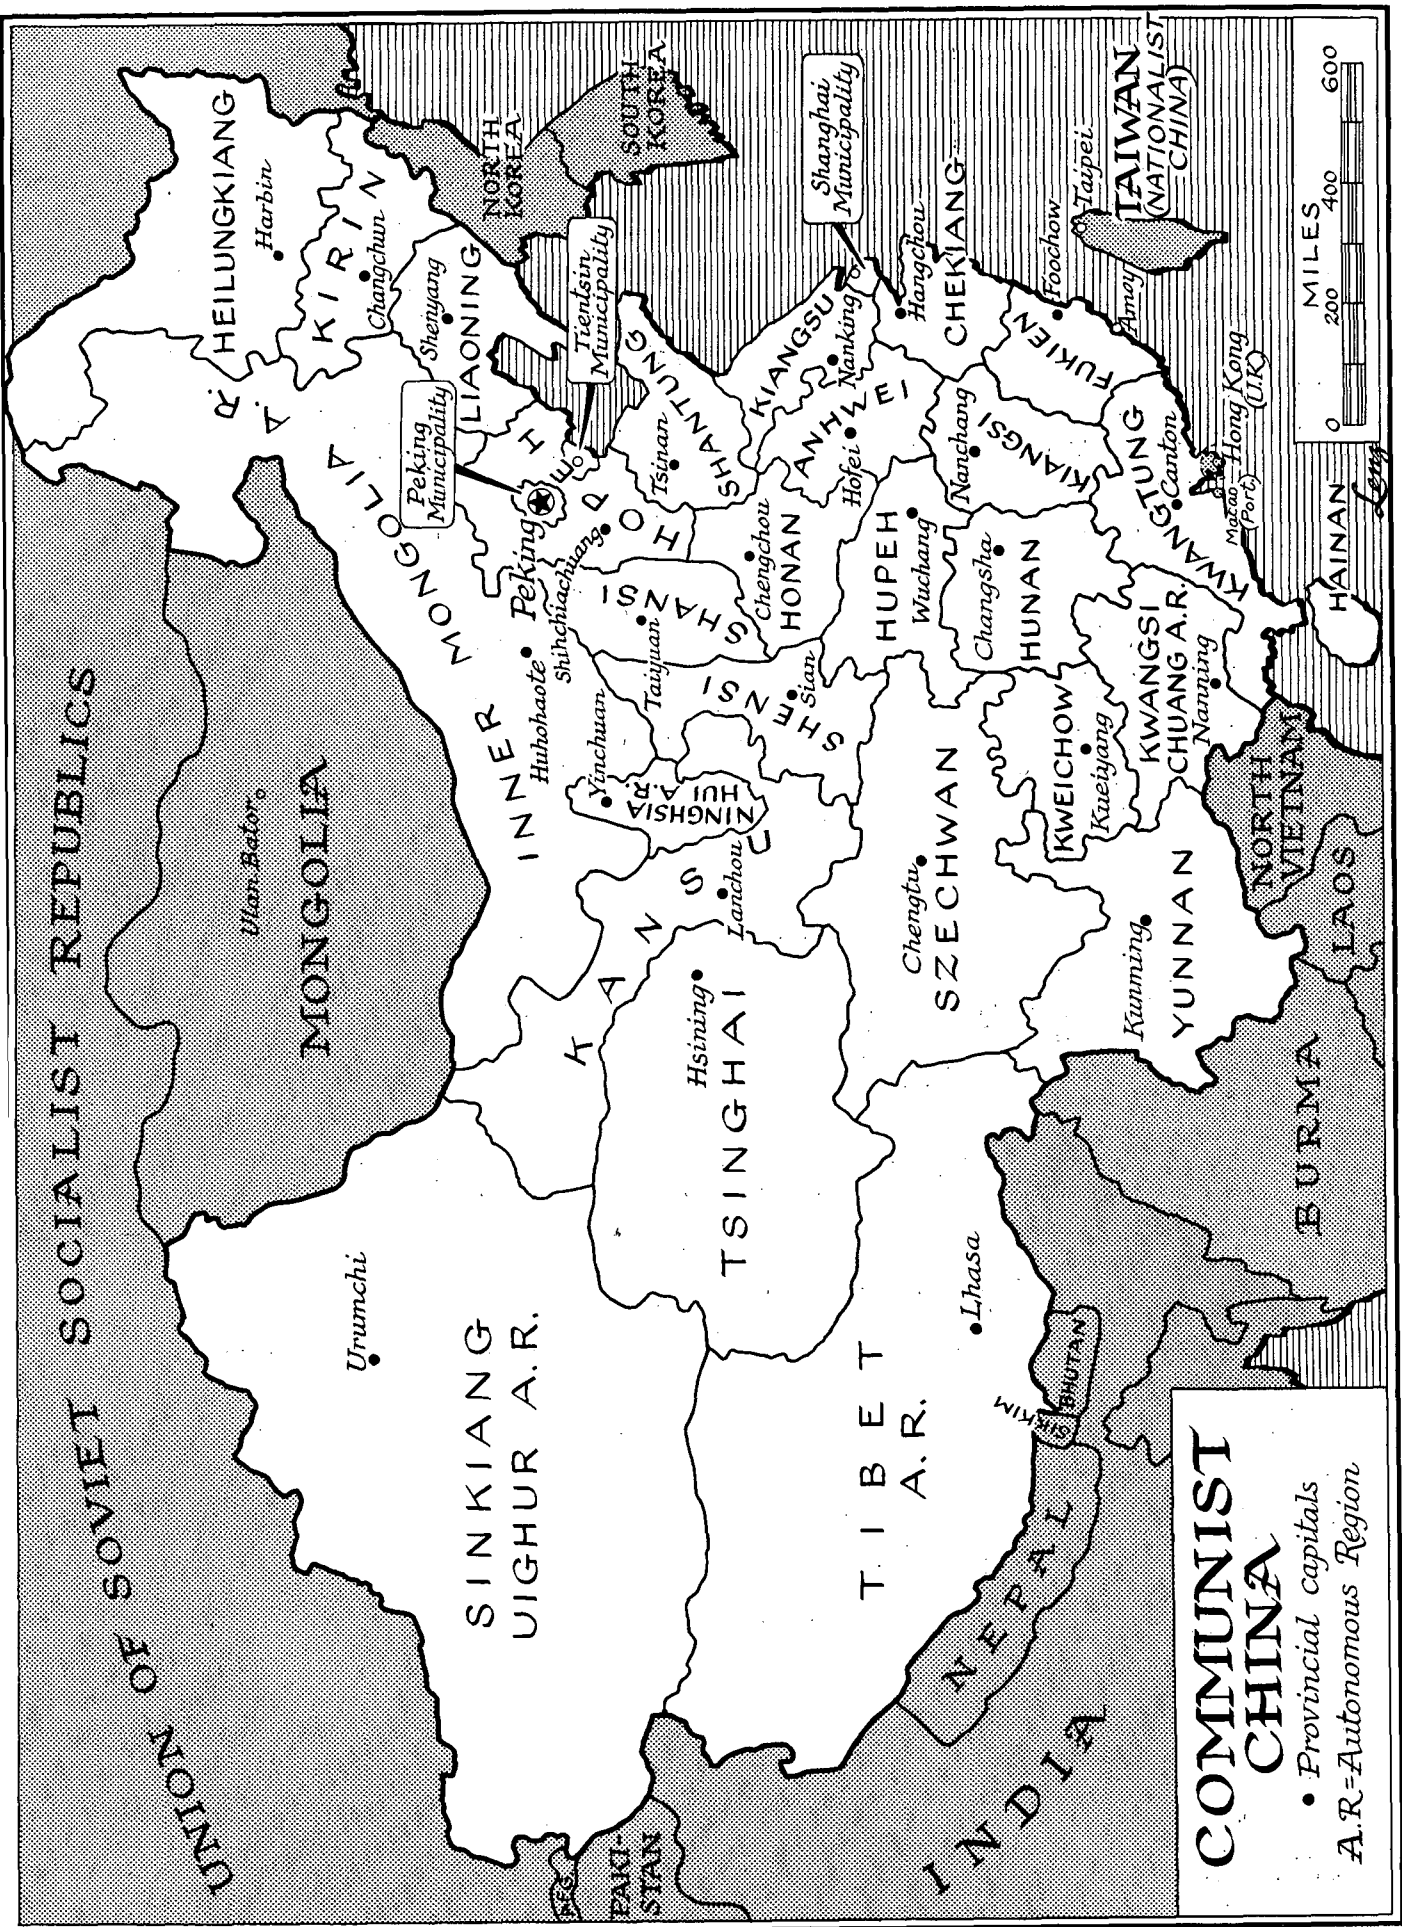 UNION OF SOVIET SOCIALIST REPUBLICS
MONGOLIA
Ulan Bator
HEILUNGKIANG
Harbin
KIRIN
Changchun
Shenyang
LIAONING
INNER MONGOLIA A.R.
Peking
Municipality
Tientsin
Municipality
Shanghai
Municipality
NORTH
KOREA
SOUTH
KOREA
Peking
HOPEH
Shihchiachuang
Huhohaote
SHANSI
Taiyuan
SHANTUNG
Tsinan
KIANGSU
Nanking
ANHWEI
Hofei
HONAN
Chengchou
SHENSI
Sian
Yinchuan
NINGHSIA
HUI A.R.
KANSU
Lanchou
Hsining
TSINGHAI
Urumchi
SINKIANG
UIGHUR A.R.
TIBET
A.R.
Lhasa
Chengtu
SZECHWAN
HUPEH
Wuchang
Hangchou
CHEKIANG
Nanchang
KIANGSI
Changsha
HUNAN
Foochow
FUKIEN
Amoy
Taipei
TAIWAN
(NATIONALIST
CHINA)
KWEICHOW
Kueiyang
KWANGSI
CHUANG A.R.
Nanning
KWANGTUNG
Canton
Macao
(Port.)
Hong Kong
(U.K.)
HAINAN
Kunming
YUNNAN
NORTH
VIETNAM
LAOS
BURMA
BHUTAN
SIKKIM
NEPAL
INDIA
PAKI-
STAN
AFG.
MILES
0 200 400 600
COMMUNIST
CHINA
• Provincial capitals
A.R.=Autonomous Region